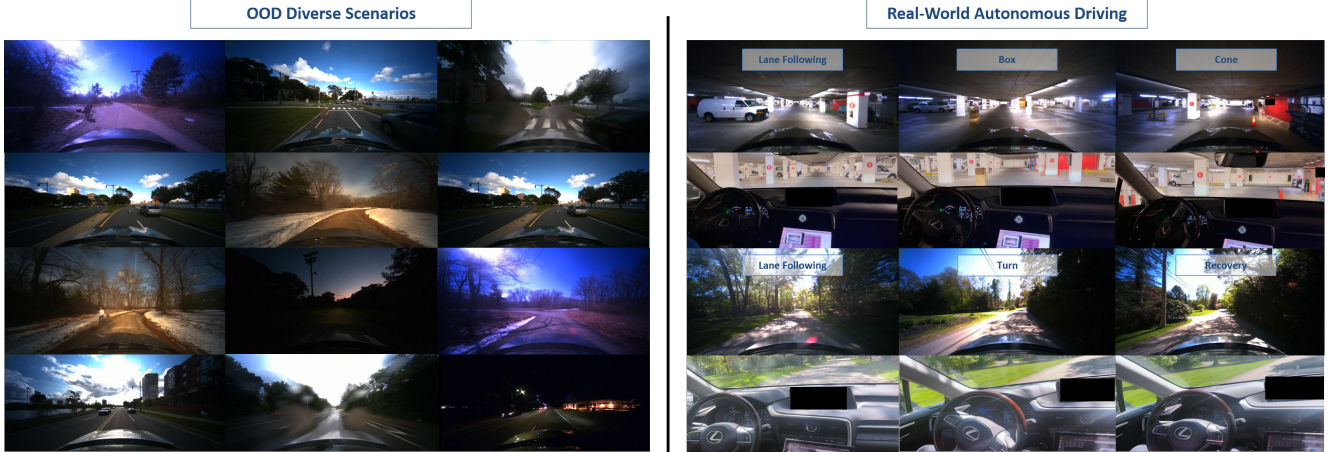 OOD Diverse Scenarios
Real-World Autonomous Driving
Lane Following
Box
Cone
Lane Following
Turn
Recovery